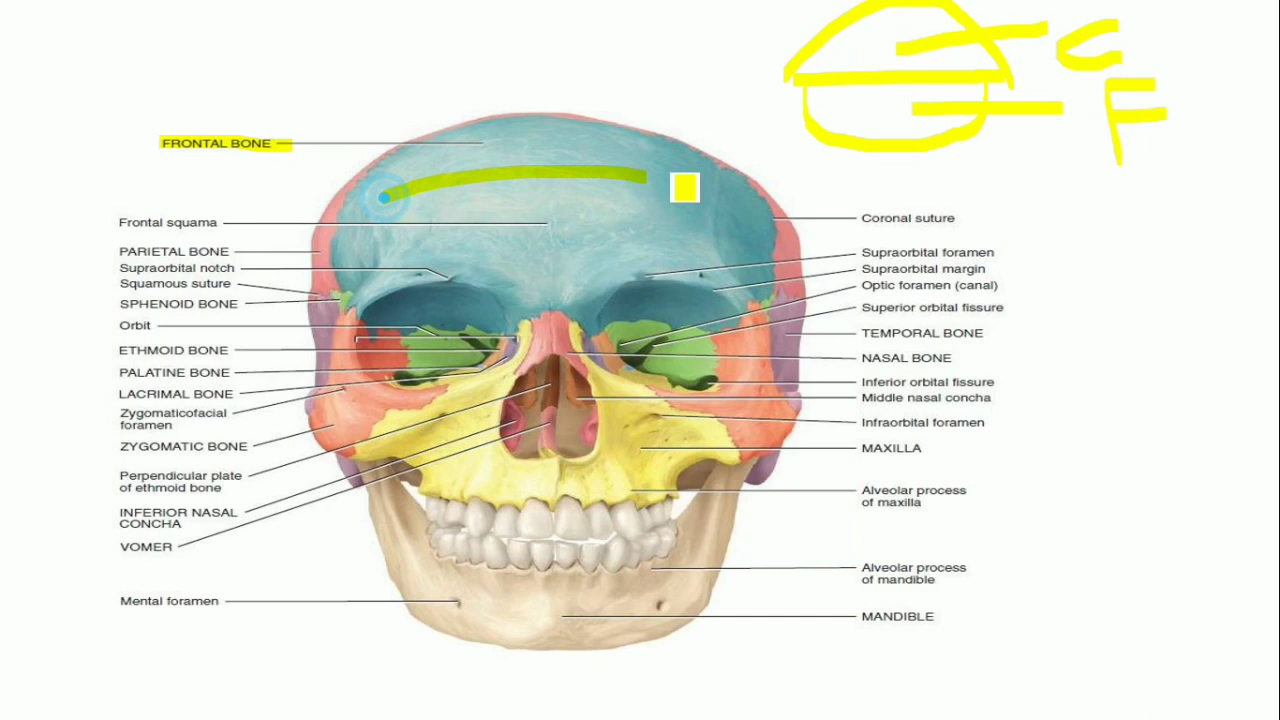 C
F
FRONTAL BONE
Frontal squama
PARIETAL BONE
Supraorbital notch
Squamous suture
SPHENOID BONE
Orbit
ETHMOID BONE
PALATINE BONE
LACRIMAL BONE
Zygomaticofacial
foramen
ZYGOMATIC BONE
Perpendicular plate
of ethmoid bone
INFERIOR NASAL
CONCHA
VOMER
Mental foramen
Coronal suture
Supraorbital foramen
Supraorbital margin
Optic foramen (canal)
Superior orbital fissure
TEMPORAL BONE
NASAL BONE
Inferior orbital fissure
Middle nasal concha
Infraorbital foramen
MAXILLA
Alveolar process
of maxilla
Alveolar process
of mandible
MANDIBLE